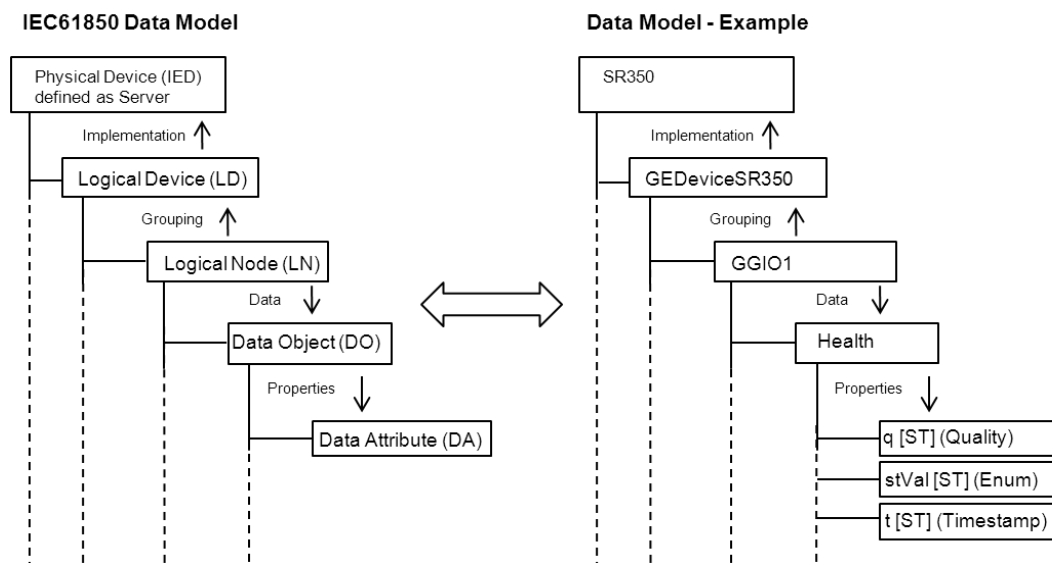 IEC61850 Data Model
Physical Device (IED)
defined as Server
Implementation
Logical Device (LD)
Grouping
Logical Node (LN)
Data
Data Object (DO)
Properties
Data Attribute (DA)
Data Model - Example
SR350
Implementation
GEDeviceSR350
Grouping
GGIO1
Data
Health
Properties
q [ST] (Quality)
stVal [ST] (Enum)
t [ST] (Timestamp)